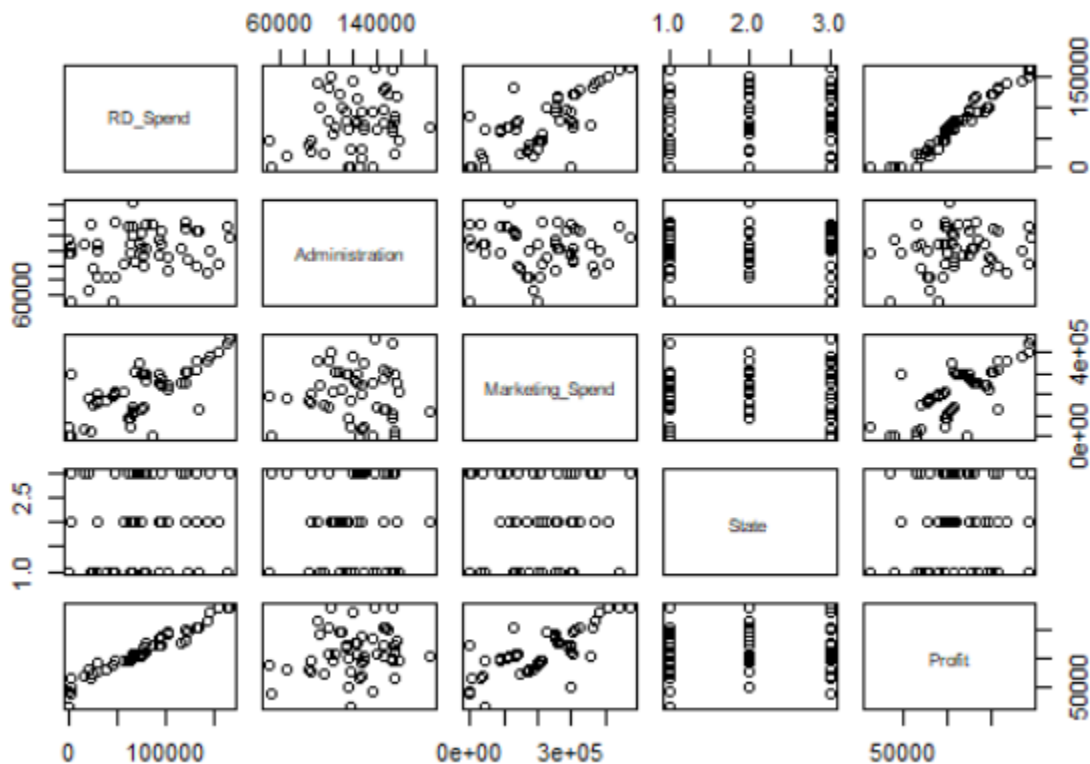 60000 140000 1.0 2.0 3.0
RD_Spend
0 150000
Administration
60000
Marketing_Spend
0e+00 4e+05
State
1.0 2.5
Profit
50000
0 100000 0e+00 3e+05 50000